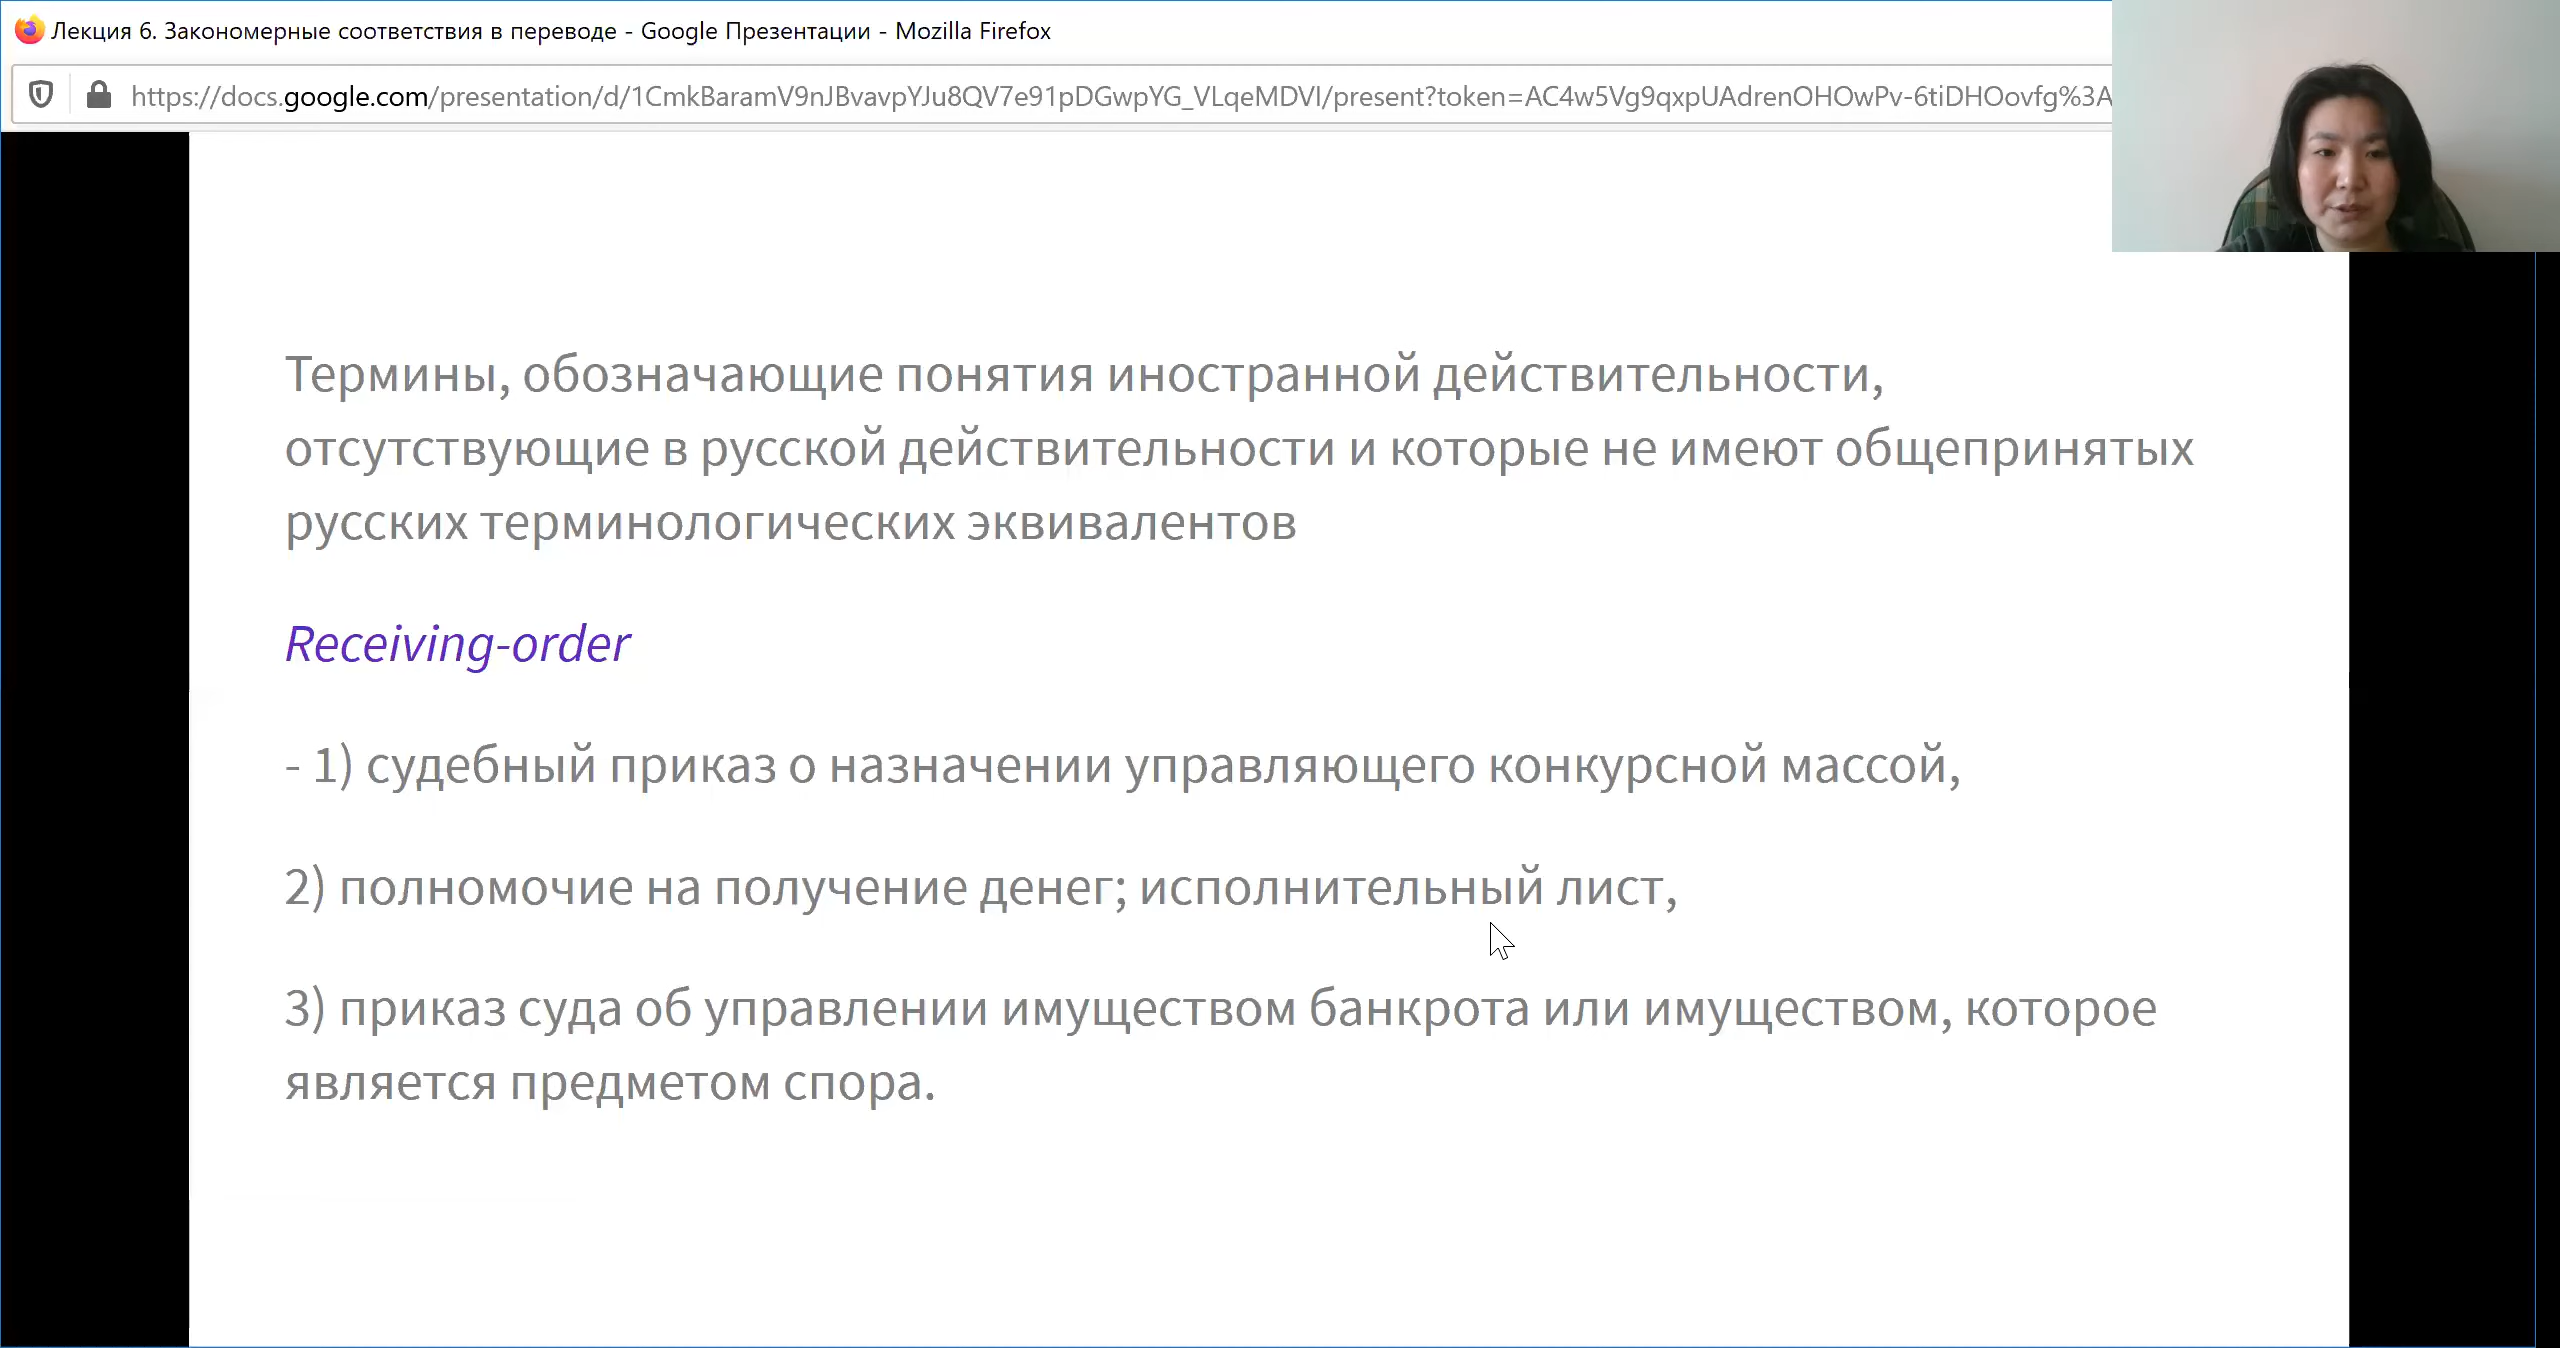 Лекция 6. Закономерные соответствия в переводе - Google Презентации - Mozilla Firefox
https://docs.google.com/presentation/d/1CmkBaramV9nJBvavpYJu8QV7e91pDGwpYG_VLqeMDVI/present?token=AC4w5Vg9qxpUAdrenOHOwPv-6tiDHOovfg%3A
Термины, обозначающие понятия иностранной действительности,
отсутствующие в русской действительности и которые не имеют общепринятых
русских терминологических эквивалентов
Receiving-order
- 1) судебный приказ о назначении управляющего конкурсной массой,
2) полномочие на получение денег; исполнительный лист,
3) приказ суда об управлении имуществом банкрота или имуществом, которое
является предметом спора.